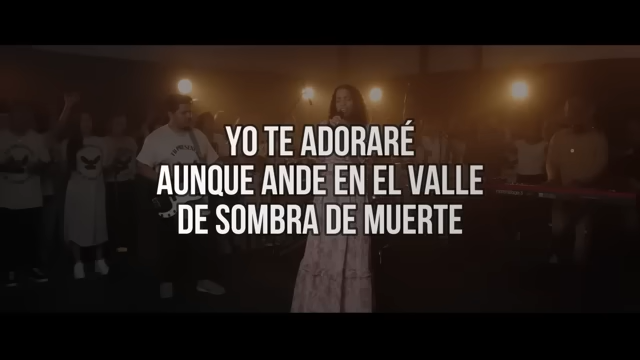 YO TE ADORARÉ
AUNQUE ANDE EN EL VALLE
DE SOMBRA DE MUERTE